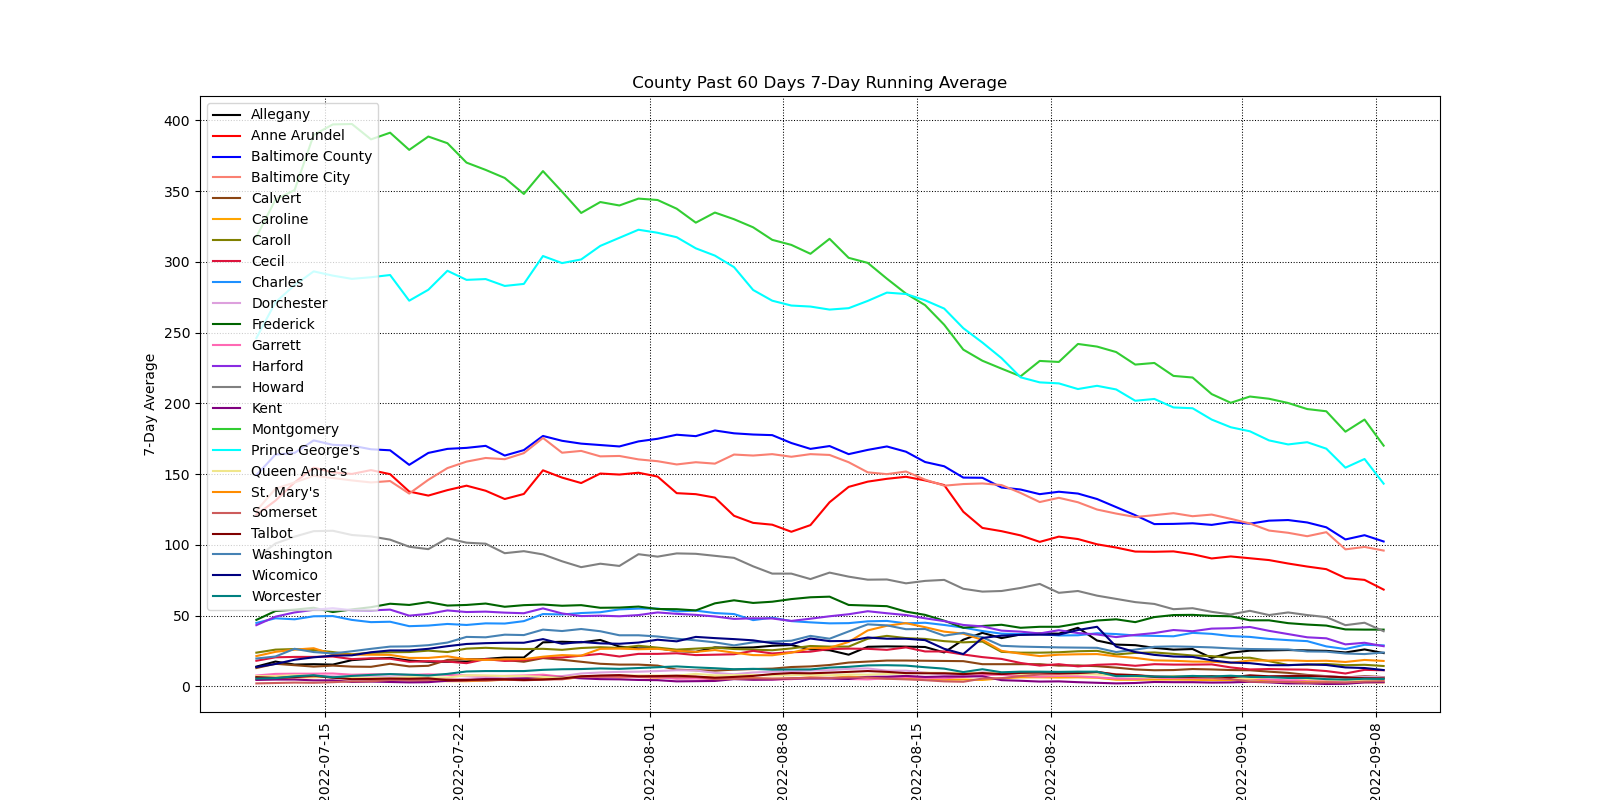 County Past 60 Days 7-Day Running Average
7-Day Average
400
350
300
250
200
150
100
50
0
Allegany
Anne Arundel
Baltimore County
Baltimore City
Calvert
Caroline
Caroll
Cecil
Charles
Dorchester
Frederick
Garrett
Harford
Howard
Kent
Montgomery
Prince George's
Queen Anne's
St. Mary's
Somerset
Talbot
Washington
Wicomico
Worcester
2022-07-15
2022-07-22
2022-08-01
2022-08-08
2022-08-15
2022-08-22
2022-09-01
2022-09-08